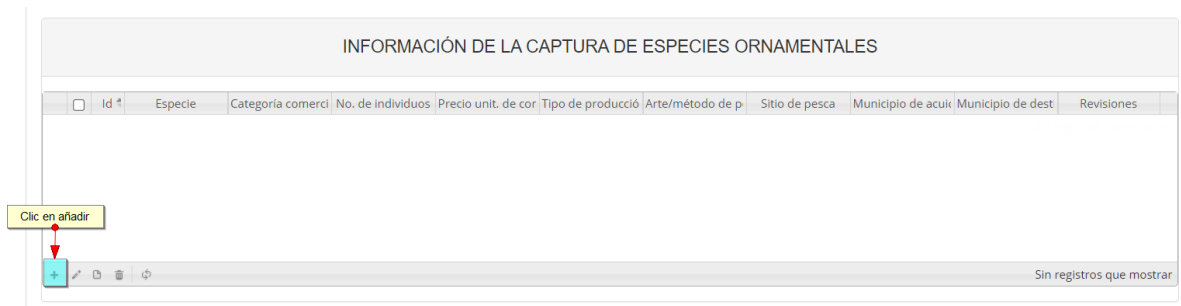 INFORMACIÓN DE LA CAPTURA DE ESPECIES ORNAMENTALES
Id Especie Categoría comerci No. de individuos Precio unit. de cor Tipo de producció Arte/método de p Sitio de pesca Municipio de acui Municipio de dest Revisiones
Clic en añadir
Sin registros que mostrar